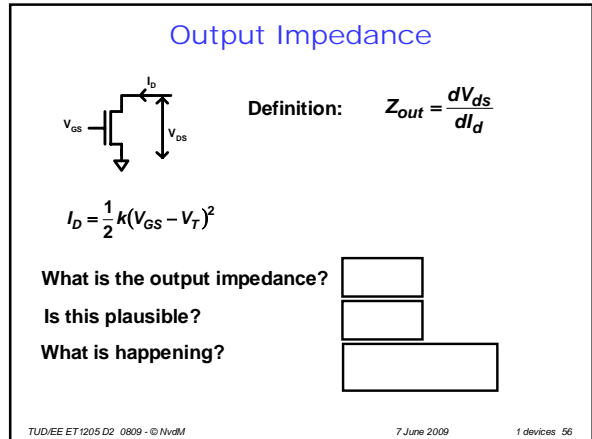 Output Impedance
I_D
V_GS
V_DS
Definition: Z_out = dV_ds / dI_d
I_D = 1/2 k(V_GS − V_T)^2
What is the output impedance?
Is this plausible?
What is happening?
TUD/EE ET1205 D2 0809 - © NvdM 7 June 2009 1 devices 56